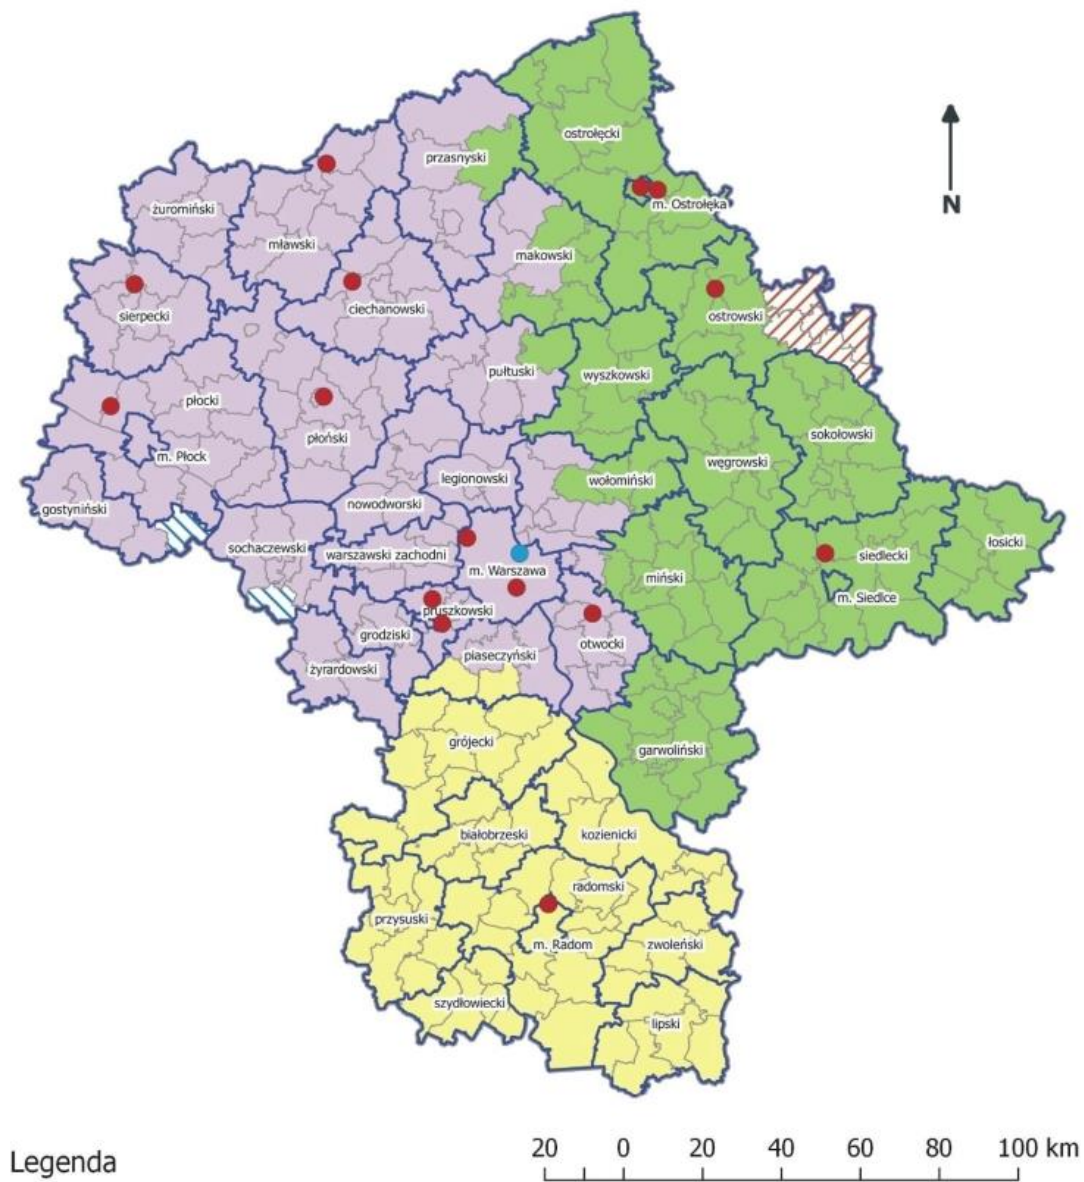 ostrołęcki
przasnyski
N
m. Ostrołęka
żuromiński
mławski
makowski
ciechanowski
sierpecki
ostrowski
pułtuski
wyszkowski
płocki
płoński
sokołowski
m. Płock
węgrowski
legionowski
wołomiński
gostyniński
nowodworski
sochaczewski
warszawski zachodni
łosicki
siedlecki
m. Warszawa
miński
m. Siedlce
pruszkowski
grodziski
otwocki
piaseczyński
żyrardowski
grójecki
garwoliński
białobrzeski
kozienicki
radomski
przysuski
m. Radom
zwoleński
szydłowiecki
lipski
20 0 20 40 60 80 100 km
Legenda